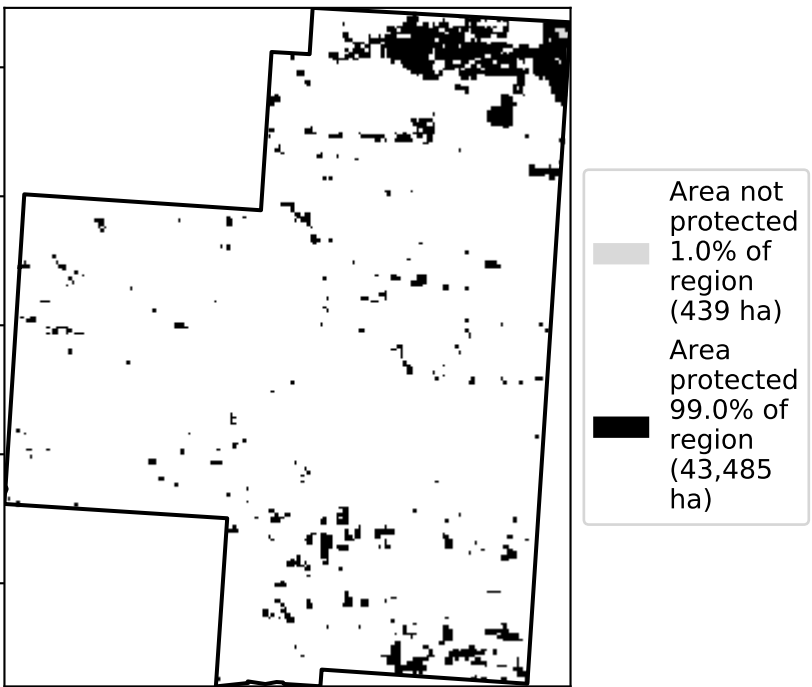 Area not
protected
1.0% of
region
(439 ha)
Area
protected
99.0% of
region
(43,485
ha)